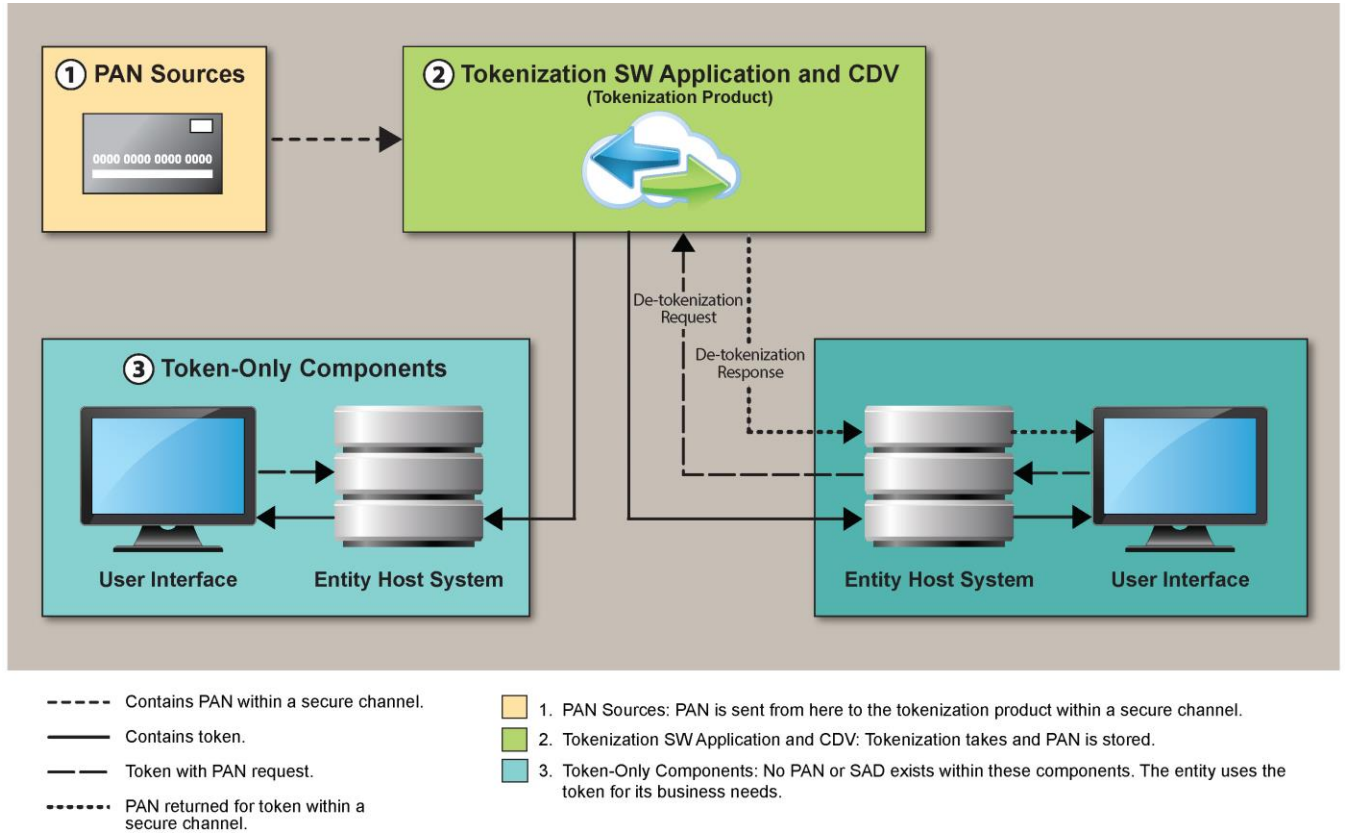 1 PAN Sources
0000 0000 0000 0000
2 Tokenization SW Application and CDV
(Tokenization Product)
De-tokenization
Request
De-tokenization
Response
3 Token-Only Components
User Interface
Entity Host System
Entity Host System
User Interface
Contains PAN within a secure channel.
Contains token.
Token with PAN request.
PAN returned for token within a
secure channel.
1. PAN Sources: PAN is sent from here to the tokenization product within a secure channel.
2. Tokenization SW Application and CDV: Tokenization takes and PAN is stored.
3. Token-Only Components: No PAN or SAD exists within these components. The entity uses the
token for its business needs.